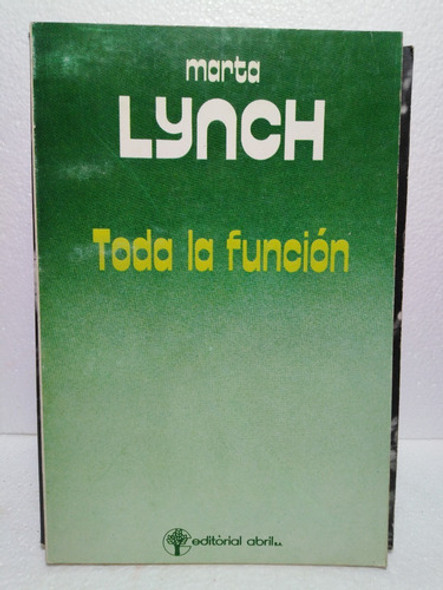 marta
LYNCH
Toda la función
editorial abril s.a.